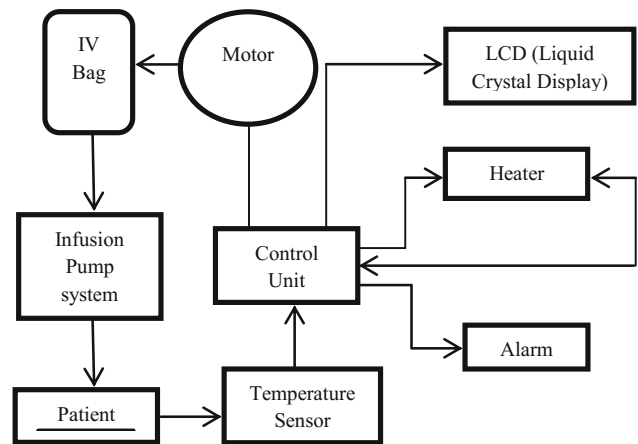 IV
Bag
Motor
LCD (Liquid
Crystal Display)
Heater
Infusion
Pump
system
Control
Unit
Alarm
Patient
Temperature
Sensor